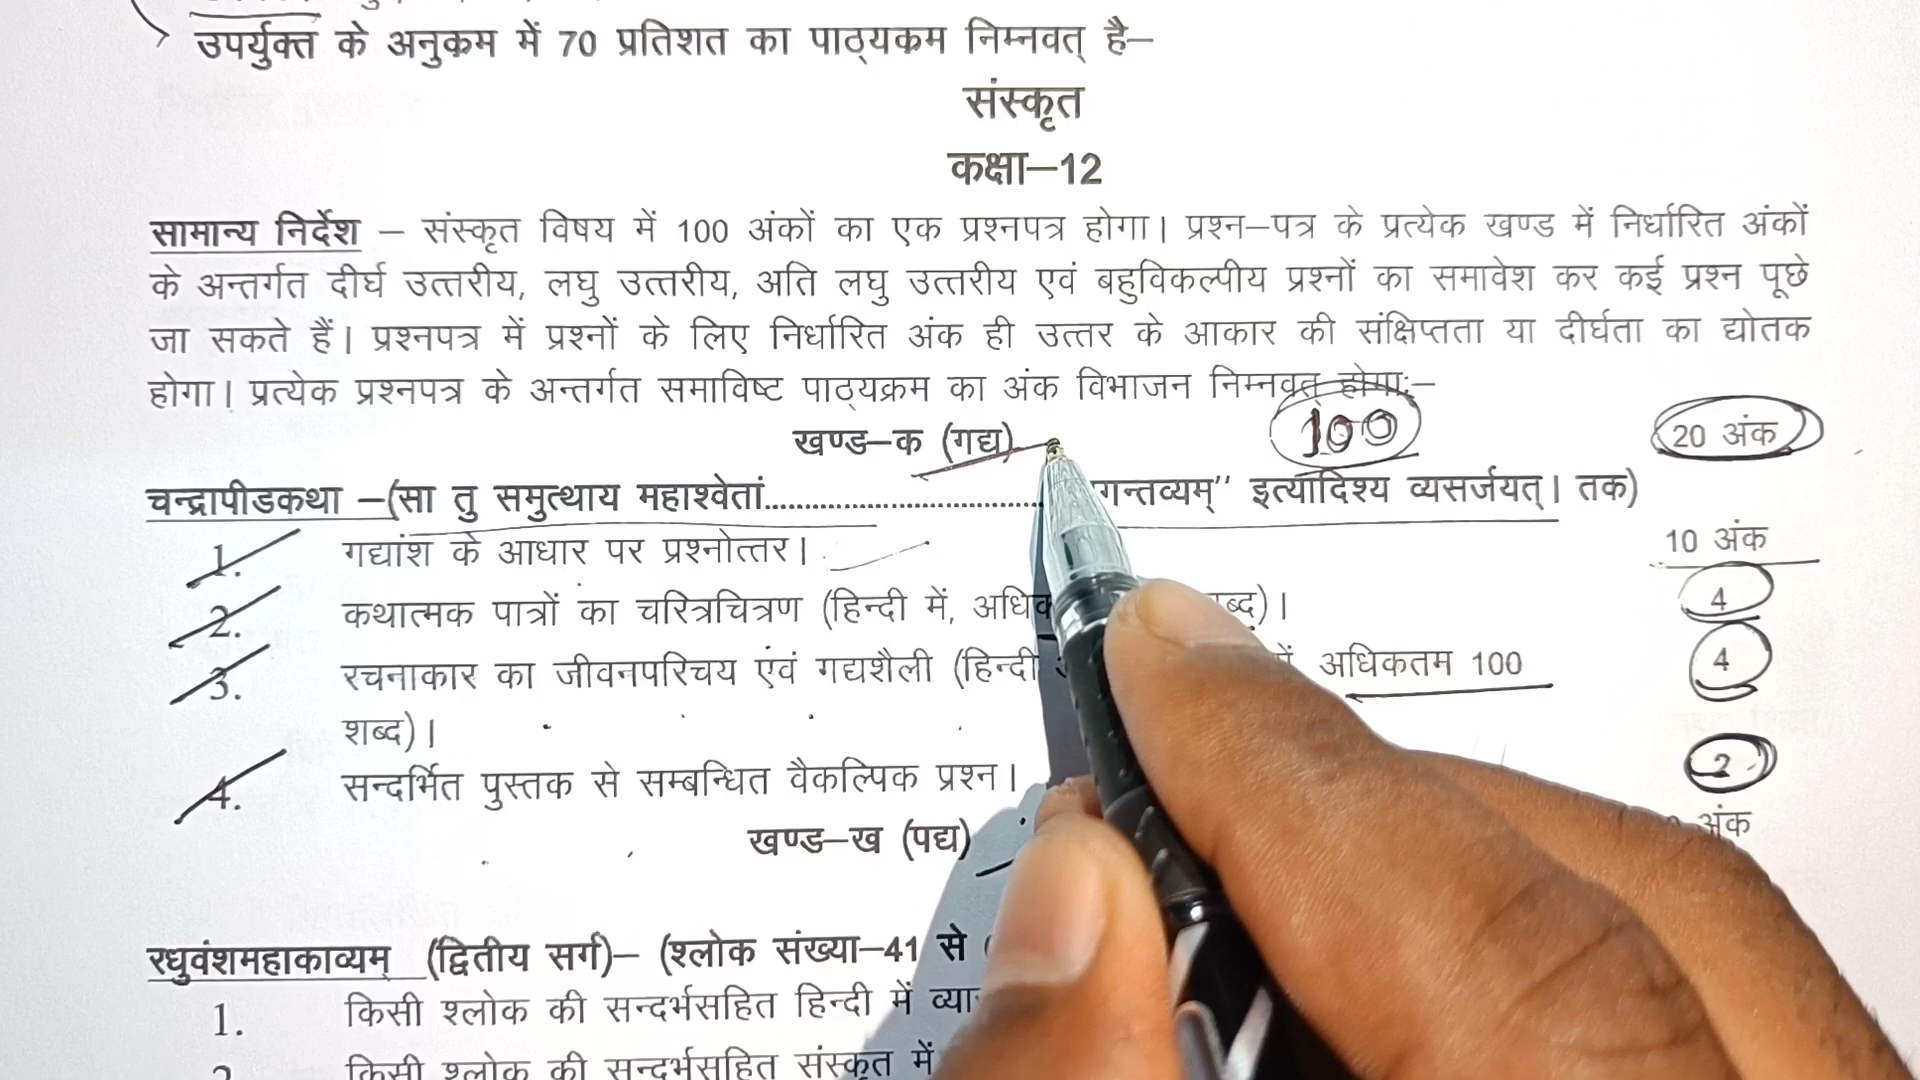 उपर्युक्त के अनुक्रम में 70 प्रतिशत का पाठ्यक्रम निम्नवत् है—
संस्कृत
कक्षा—12
सामान्य निर्देश – संस्कृत विषय में 100 अंकों का एक प्रश्नपत्र होगा। प्रश्न–पत्र के प्रत्येक खण्ड में निर्धारित अंकों
के अन्तर्गत दीर्घ उत्तरीय, लघु उत्तरीय, अति लघु उत्तरीय एवं बहुविकल्पीय प्रश्नों का समावेश कर कई प्रश्न पूछे
जा सकते हैं। प्रश्नपत्र में प्रश्नों के लिए निर्धारित अंक ही उत्तर के आकार की संक्षिप्तता या दीर्घता का द्योतक
होगा। प्रत्येक प्रश्नपत्र के अन्तर्गत समाविष्ट पाठ्यक्रम का अंक विभाजन निम्नवत् होगाः–
खण्ड–क (गद्य) 100 20 अंक
चन्द्रापीडकथा –(सा तु समुत्थाय महाश्वेतां.............................. गन्तव्यम्'' इत्यादिश्य व्यसर्जयत्। तक)
1. गद्यांश के आधार पर प्रश्नोत्तर। 10 अंक
2. कथात्मक पात्रों का चरित्रचित्रण (हिन्दी में, 4
3. रचनाकार का जीवनपरिचय एंवं गद्यशैली (हिन्दी अधिकतम 100 4
शब्द)।
4. सन्दर्भित पुस्तक से सम्बन्धित वैकल्पिक प्रश्न। 2
खण्ड–ख (पद्य) अंक
रधुवंशमहाकाव्यम् (द्वितीय सर्ग)– (श्लोक संख्या–41 से
1. किसी श्लोक की सन्दर्भसहित हिन्दी में
2. किसी श्लोक की सन्दर्भसहित संस्कृत में